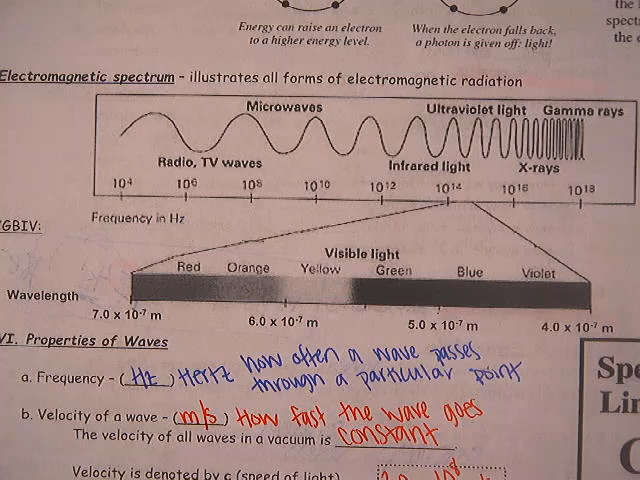 Energy can raise an electron
to a higher energy level.
When the electron falls back,
a photon is given off: light!
the
spect
the e
Electromagnetic spectrum - illustrates all forms of electromagnetic radiation
Microwaves
Ultraviolet light
Gamma rays
Radio, TV waves
Infrared light
X-rays
10⁴ 10⁶ 10⁸ 10¹⁰ 10¹² 10¹⁴ 10¹⁶ 10¹⁸
Frequency in Hz
GBIV:
Visible light
Red Orange Yellow Green Blue Violet
Wavelength
7.0 x 10⁻⁷ m 6.0 x 10⁻⁷ m 5.0 x 10⁻⁷ m 4.0 x 10⁻⁷ m
VI. Properties of Waves
a. Frequency - (Hz) Hertz how often a wave passes
through a particular point
b. Velocity of a wave - (m/s) How fast the wave goes
The velocity of all waves in a vacuum is constant
Velocity is denoted by c (speed of light)
Spe
Lin